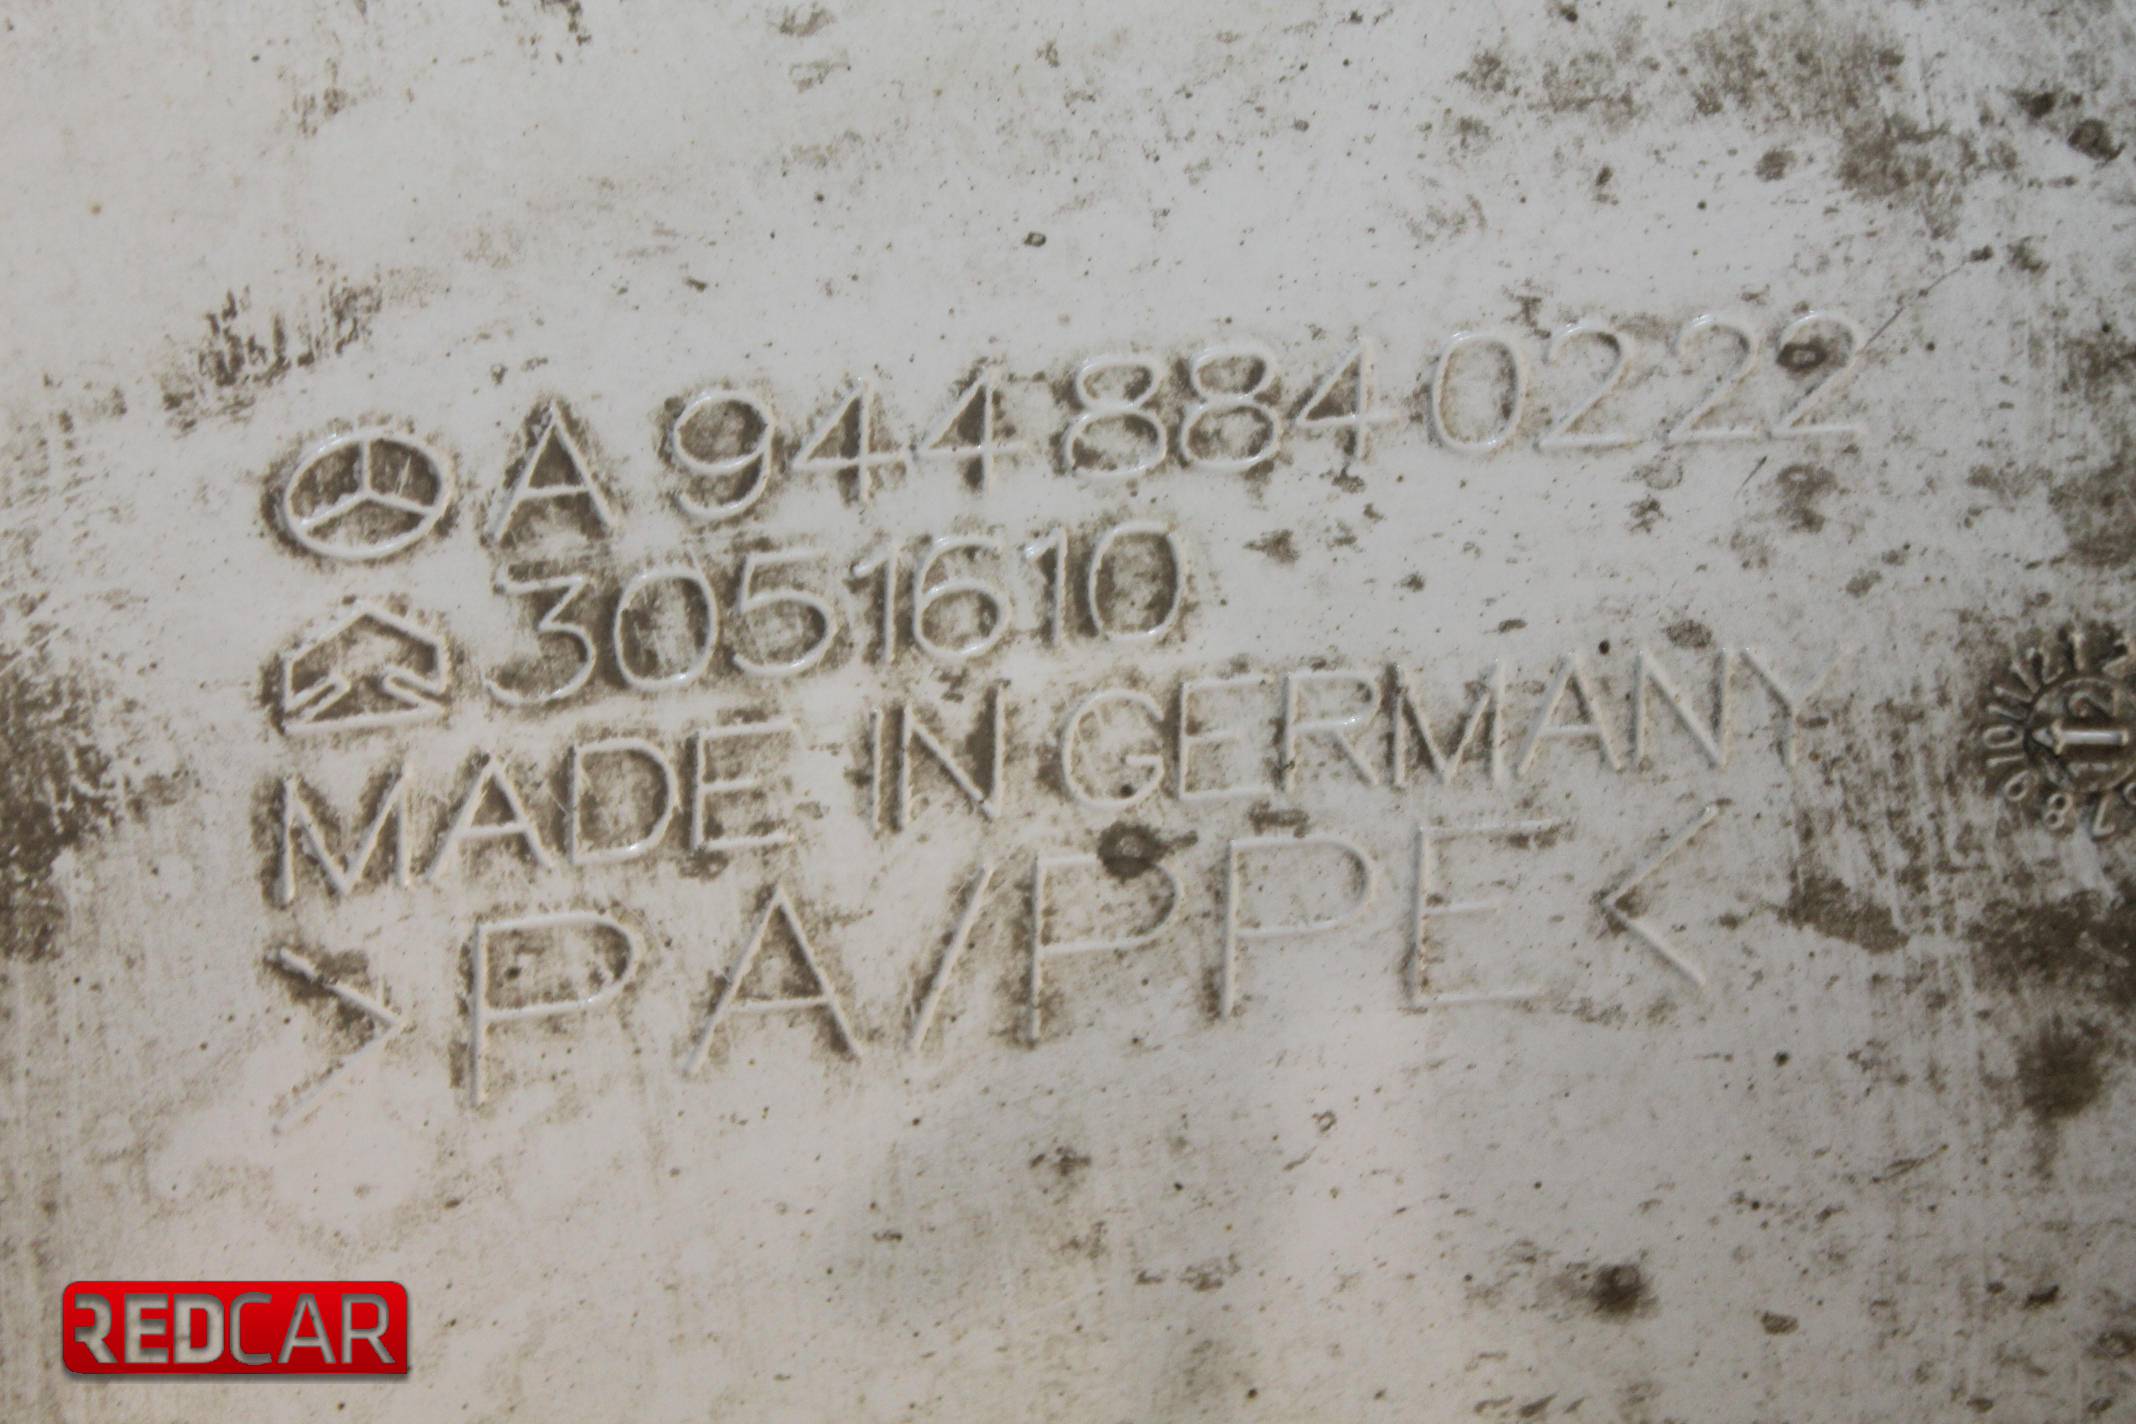 A 944 884 0222
3051610
MADE IN GERMANY
>PA/PPE<
REDCAR